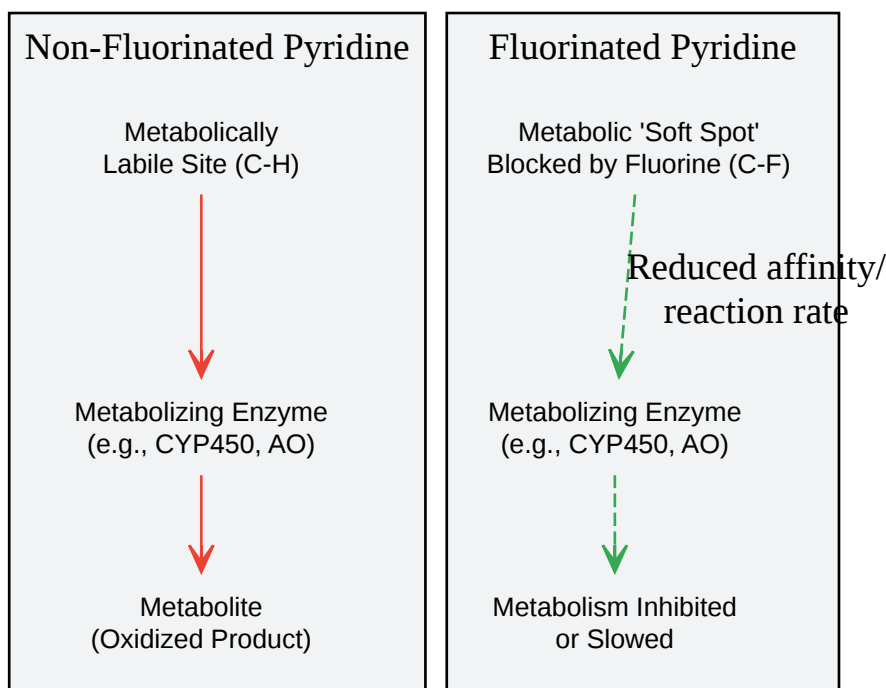 Non-Fluorinated Pyridine
Metabolically
Labile Site (C-H)
Metabolizing Enzyme
(e.g., CYP450, AO)
Metabolite
(Oxidized Product)
Fluorinated Pyridine
Metabolic 'Soft Spot'
Blocked by Fluorine (C-F)
Reduced affinity/
reaction rate
Metabolizing Enzyme
(e.g., CYP450, AO)
Metabolism Inhibited
or Slowed